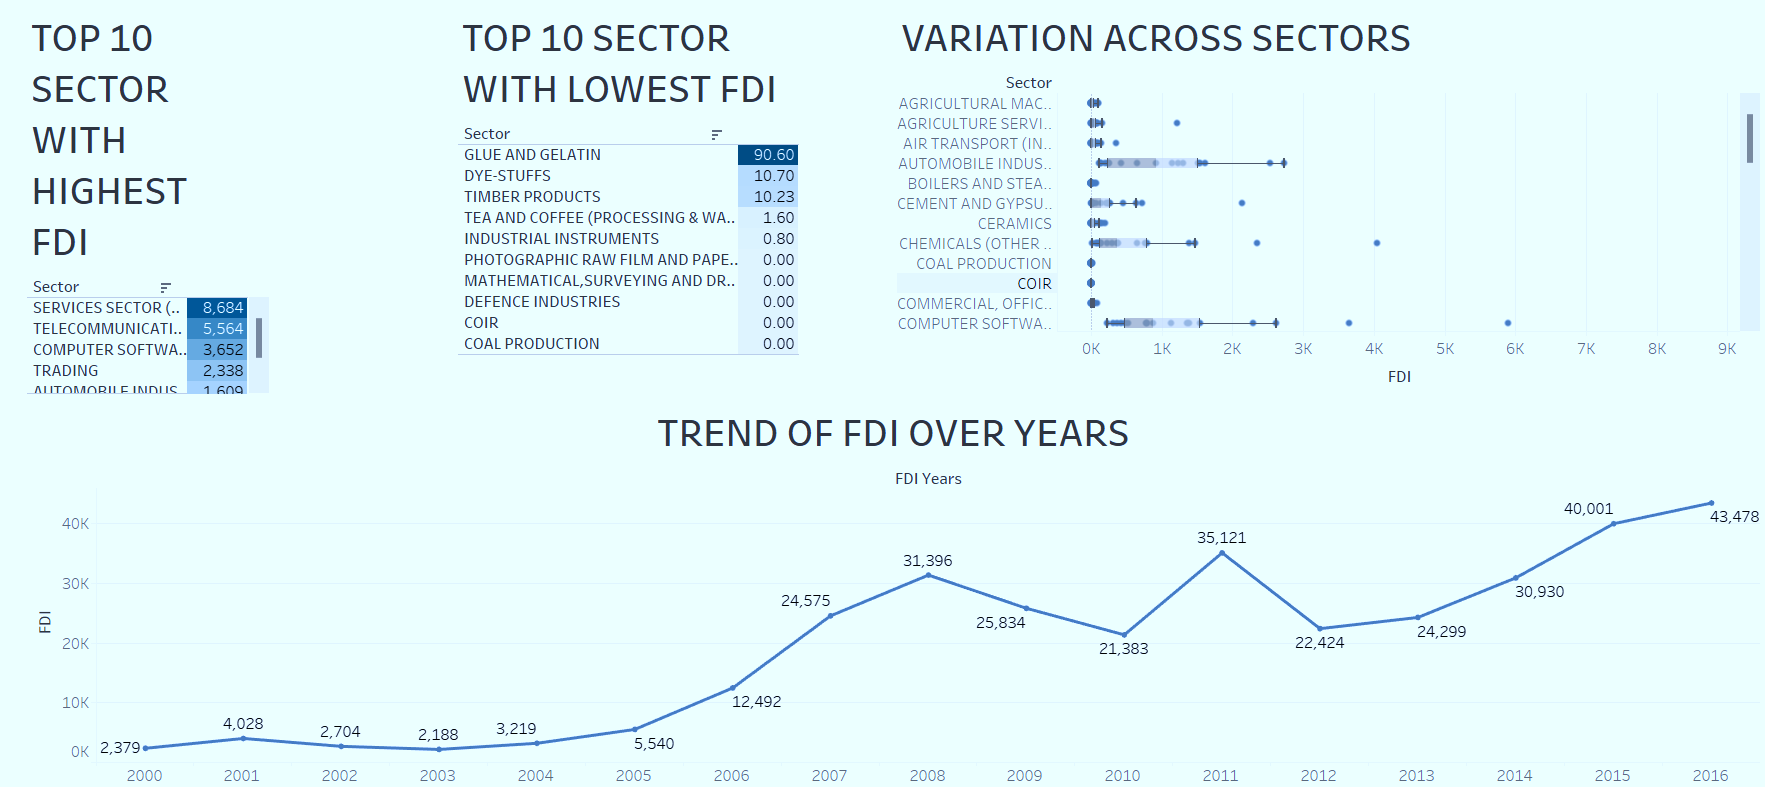 TOP 10
SECTOR
WITH
HIGHEST
FDI
Sector
SERVICES SECTOR (.. 8,684
TELECOMMUNICATI.. 5,564
COMPUTER SOFTWA.. 3,652
TRADING 2,338
AUTOMOBILE INDUS.. 1,609
TOP 10 SECTOR
WITH LOWEST FDI
Sector
GLUE AND GELATIN 90.60
DYE-STUFFS 10.70
TIMBER PRODUCTS 10.23
TEA AND COFFEE (PROCESSING & WA.. 1.60
INDUSTRIAL INSTRUMENTS 0.80
PHOTOGRAPHIC RAW FILM AND PAPE.. 0.00
MATHEMATICAL,SURVEYING AND DR.. 0.00
DEFENCE INDUSTRIES 0.00
COIR 0.00
COAL PRODUCTION 0.00
VARIATION ACROSS SECTORS
Sector
AGRICULTURAL MAC..
AGRICULTURE SERVI..
AIR TRANSPORT (IN..
AUTOMOBILE INDUS..
BOILERS AND STEA..
CEMENT AND GYPSU..
CERAMICS
CHEMICALS (OTHER ..
COAL PRODUCTION
COIR
COMMERCIAL, OFFIC..
COMPUTER SOFTWA..
0K 1K 2K 3K 4K 5K 6K 7K 8K 9K
FDI
TREND OF FDI OVER YEARS
FDI Years
FDI
40K
30K
20K
10K
0K
2,379 4,028 2,704 2,188 3,219 5,540 12,492 24,575 31,396 25,834 21,383 35,121 22,424 24,299 30,930 40,001 43,478
2000 2001 2002 2003 2004 2005 2006 2007 2008 2009 2010 2011 2012 2013 2014 2015 2016